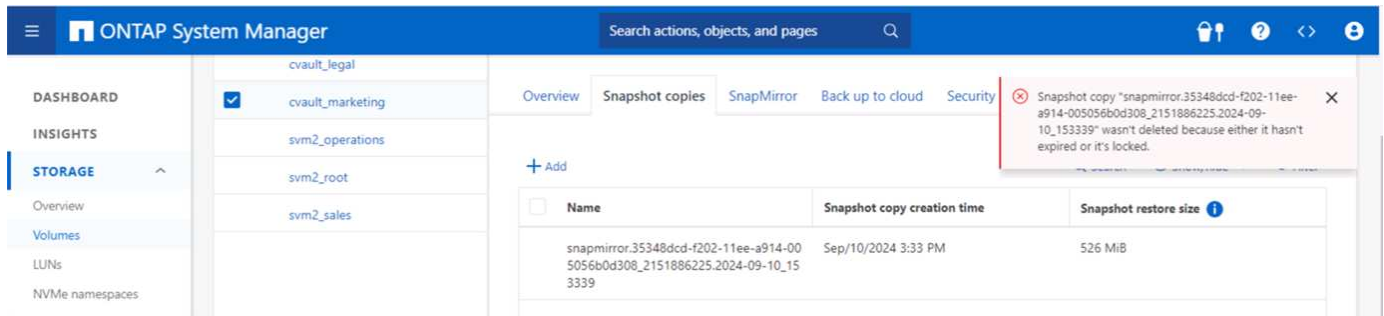 ONTAP System Manager
Search actions, objects, and pages
DASHBOARD
INSIGHTS
STORAGE
Overview
Volumes
LUNs
NVMe namespaces
cvault_legal
cvault_marketing
svm2_operations
svm2_root
svm2_sales
Overview Snapshot copies SnapMirror Back up to cloud Security
Snapshot copy "snapmirror.35348dcd-f202-11ee-
a914-005056b0d308_2151886225.2024-09-
10_153339" wasn't deleted because either it hasn't
expired or it's locked.
Add
Name Snapshot copy creation time Snapshot restore size
snapmirror.35348dcd-f202-11ee-a914-00 Sep/10/2024 3:33 PM 526 MiB
5056b0d308_2151886225.2024-09-10_15
3339